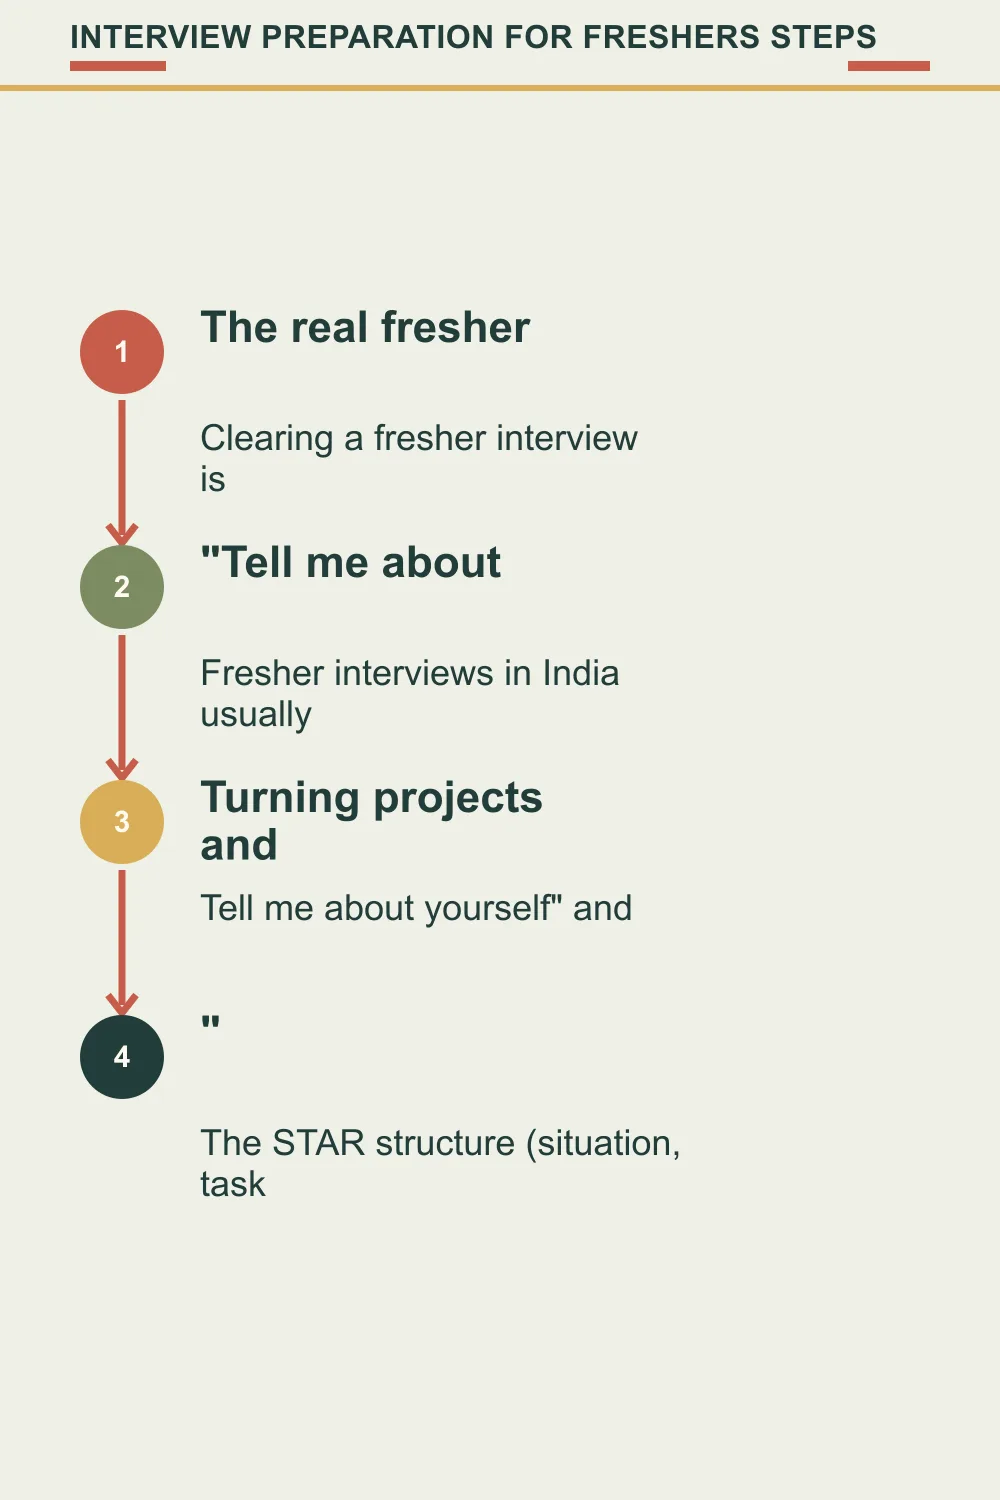 INTERVIEW PREPARATION FOR FRESHERS STEPS
1
The real fresher
Clearing a fresher interview
is
2
"Tell me about
Fresher interviews in India
usually
3
Turning projects
and
Tell me about yourself" and
4
"
The STAR structure (situation,
task